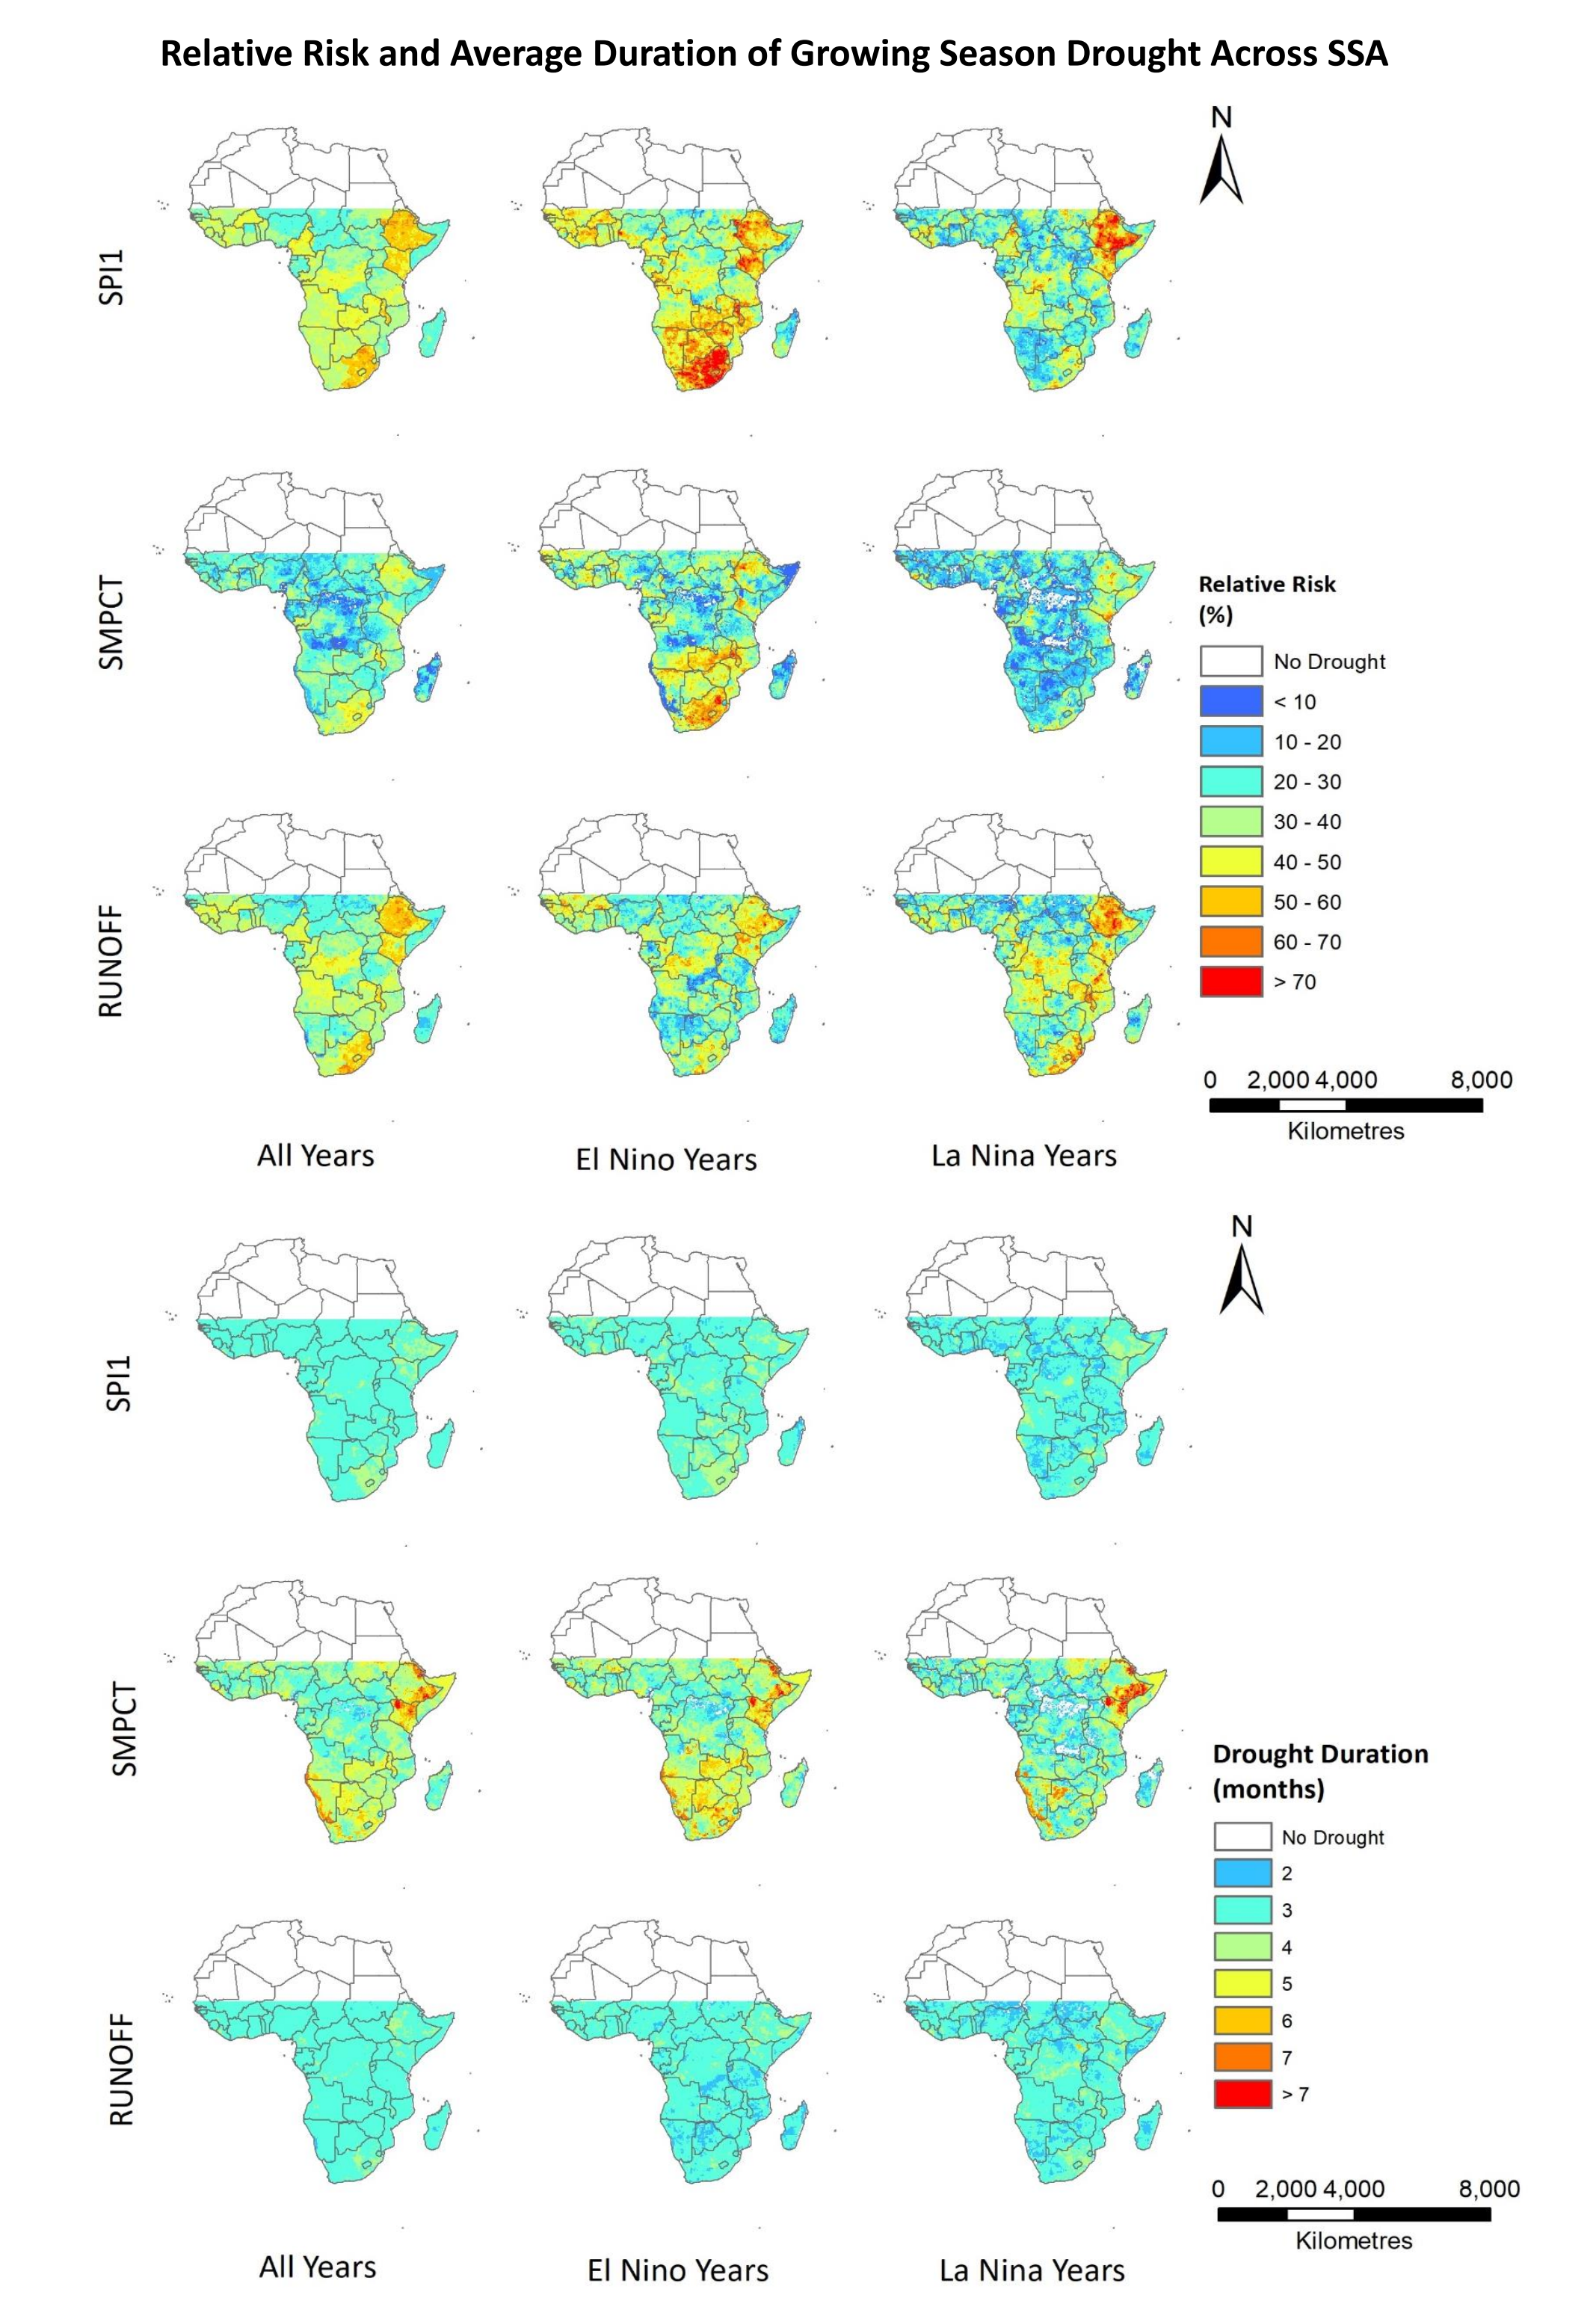 Relative Risk and Average Duration of Growing Season Drought Across SSA
N
SPI1
SMPCT
Relative Risk
(%)
No Drought
< 10
10 - 20
20 - 30
30 - 40
40 - 50
50 - 60
60 - 70
> 70
RUNOFF
0 2,000 4,000 8,000
Kilometres
All Years El Nino Years La Nina Years
N
SPI1
SMPCT
Drought Duration
(months)
No Drought
2
3
4
5
6
7
> 7
RUNOFF
0 2,000 4,000 8,000
Kilometres
All Years El Nino Years La Nina Years